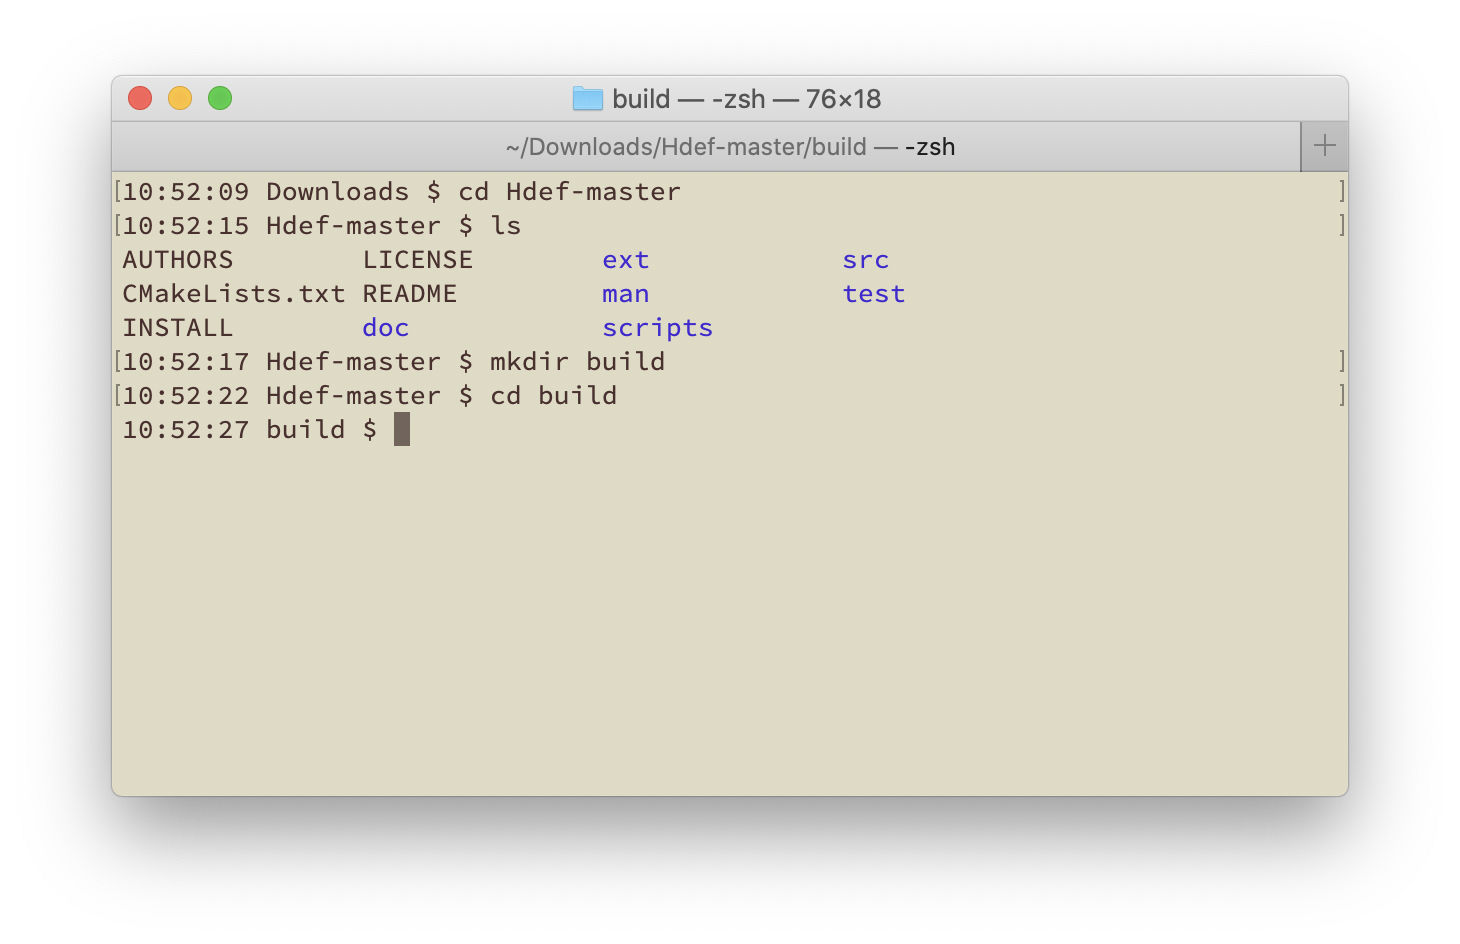 build — -zsh — 76×18
~/Downloads/Hdef-master/build — -zsh
[10:52:09 Downloads $ cd Hdef-master ]
[10:52:15 Hdef-master $ ls ]
AUTHORS LICENSE ext src
CMakeLists.txt README man test
INSTALL doc scripts
[10:52:17 Hdef-master $ mkdir build ]
[10:52:22 Hdef-master $ cd build ]
10:52:27 build $